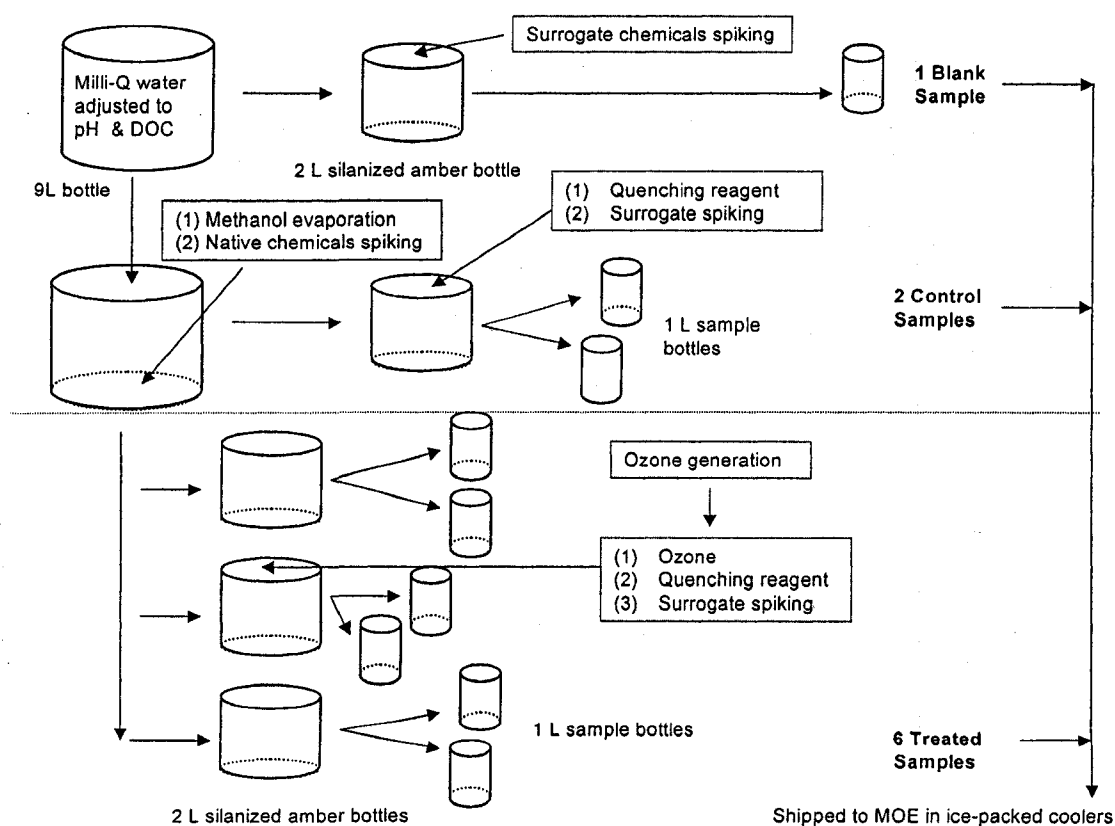 Surrogate chemicals spiking
Milli-Q water
adjusted to
pH & DOC
1 Blank
Sample
2 L silanized amber bottle
9L bottle
(1) Quenching reagent
(2) Surrogate spiking
(1) Methanol evaporation
(2) Native chemicals spiking
2 Control
Samples
1 L sample
bottles
Ozone generation
(1) Ozone
(2) Quenching reagent
(3) Surrogate spiking
1 L sample bottles
6 Treated
Samples
2 L silanized amber bottles
Shipped to MOE in ice-packed coolers